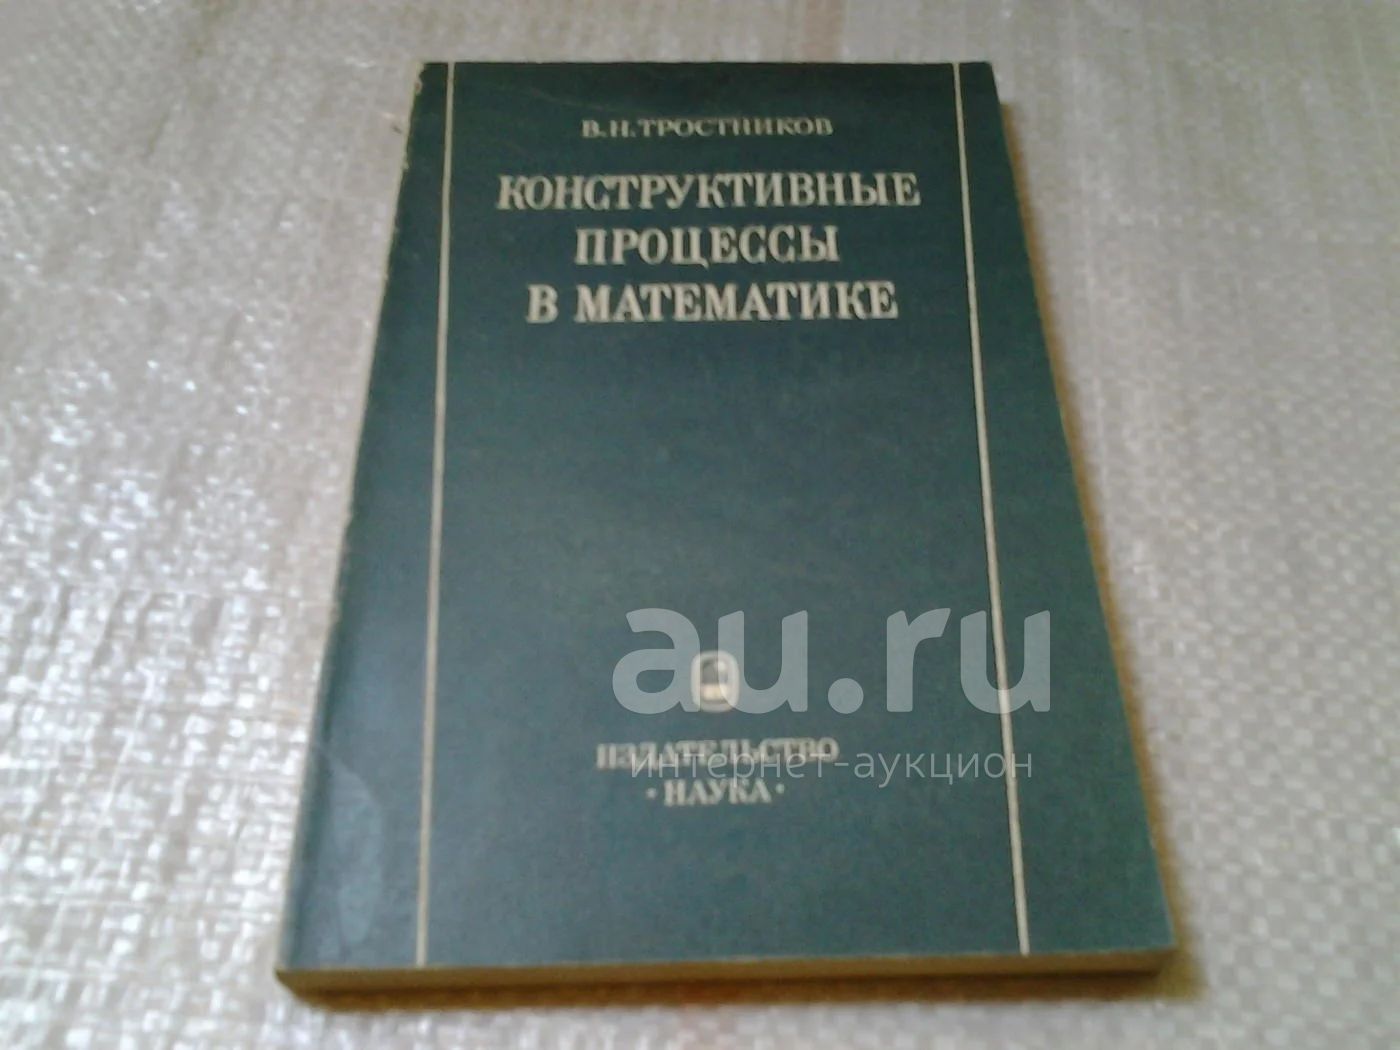 В.Н.ТРОСТНИКОВ
КОНСТРУКТИВНЫЕ
ПРОЦЕССЫ
В МАТЕМАТИКЕ
au.ru
интернет-аукцион
ИЗДАТЕЛЬСТВО
·НАУКА·